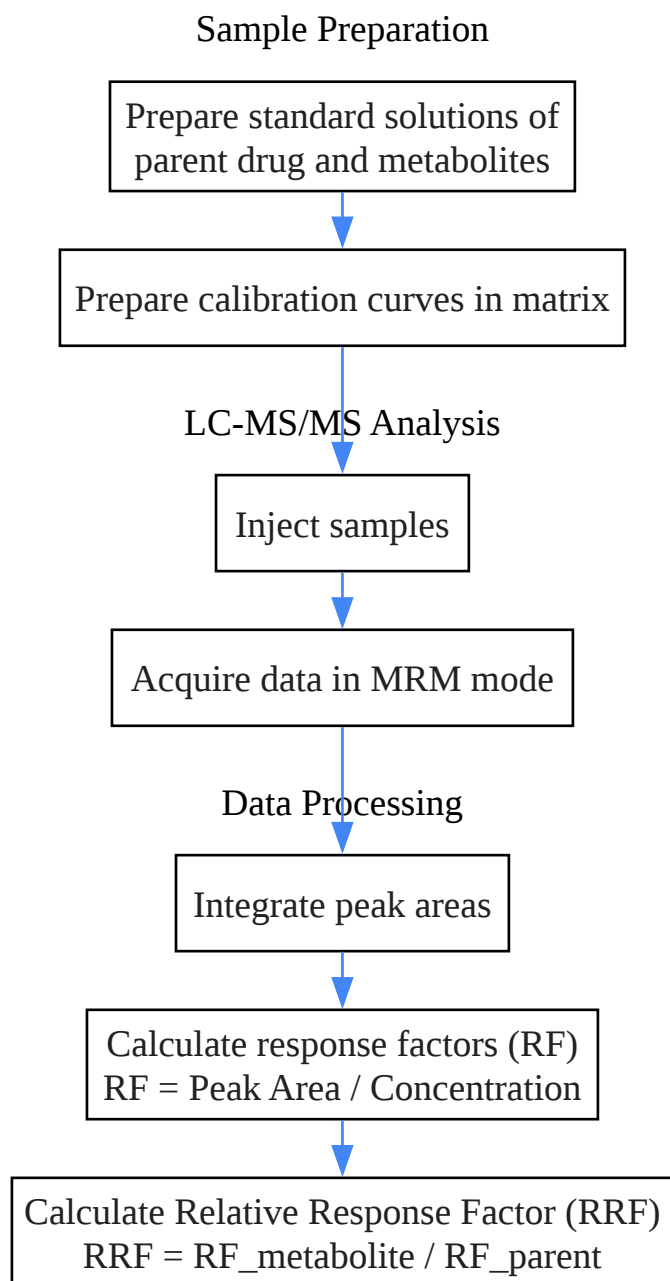 Sample Preparation
Prepare standard solutions of
parent drug and metabolites
Prepare calibration curves in matrix
LC-MS/MS Analysis
Inject samples
Acquire data in MRM mode
Data Processing
Integrate peak areas
Calculate response factors (RF)
RF = Peak Area / Concentration
Calculate Relative Response Factor (RRF)
RRF = RF_metabolite / RF_parent